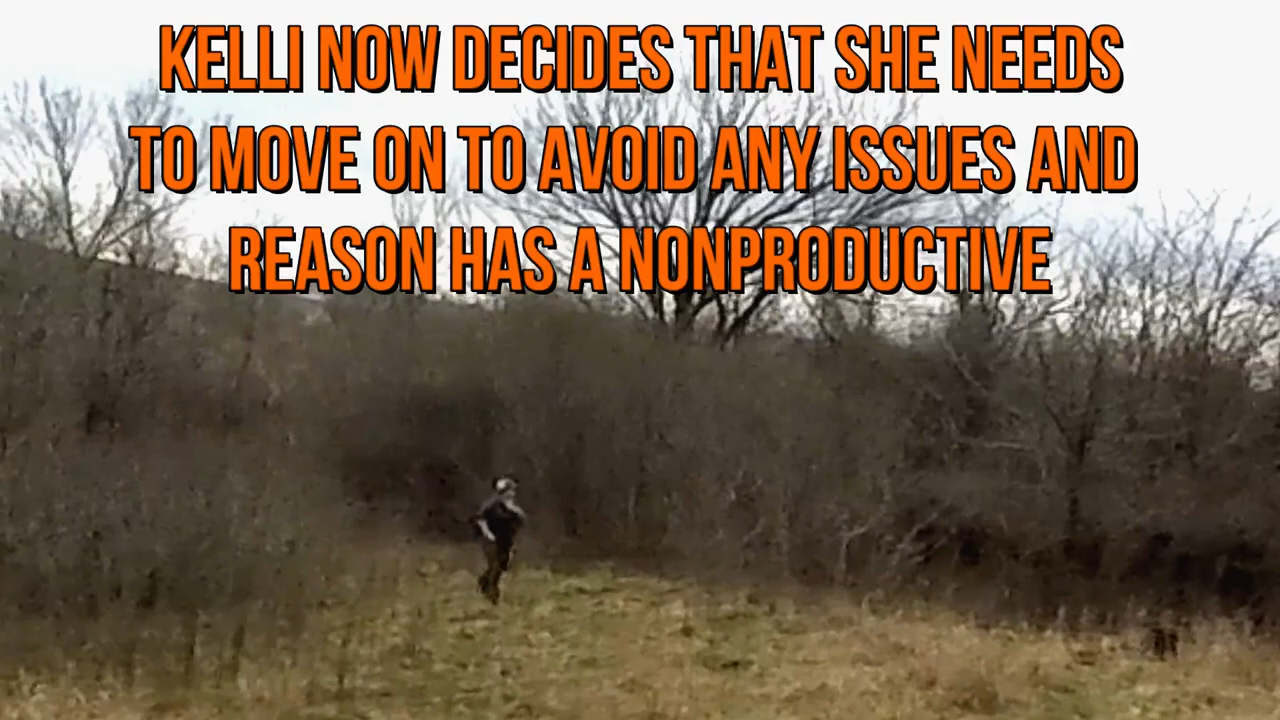 KELLI NOW DECIDES THAT SHE NEEDS
TO MOVE ON TO AVOID ANY ISSUES AND
REASON HAS A NONPRODUCTIVE